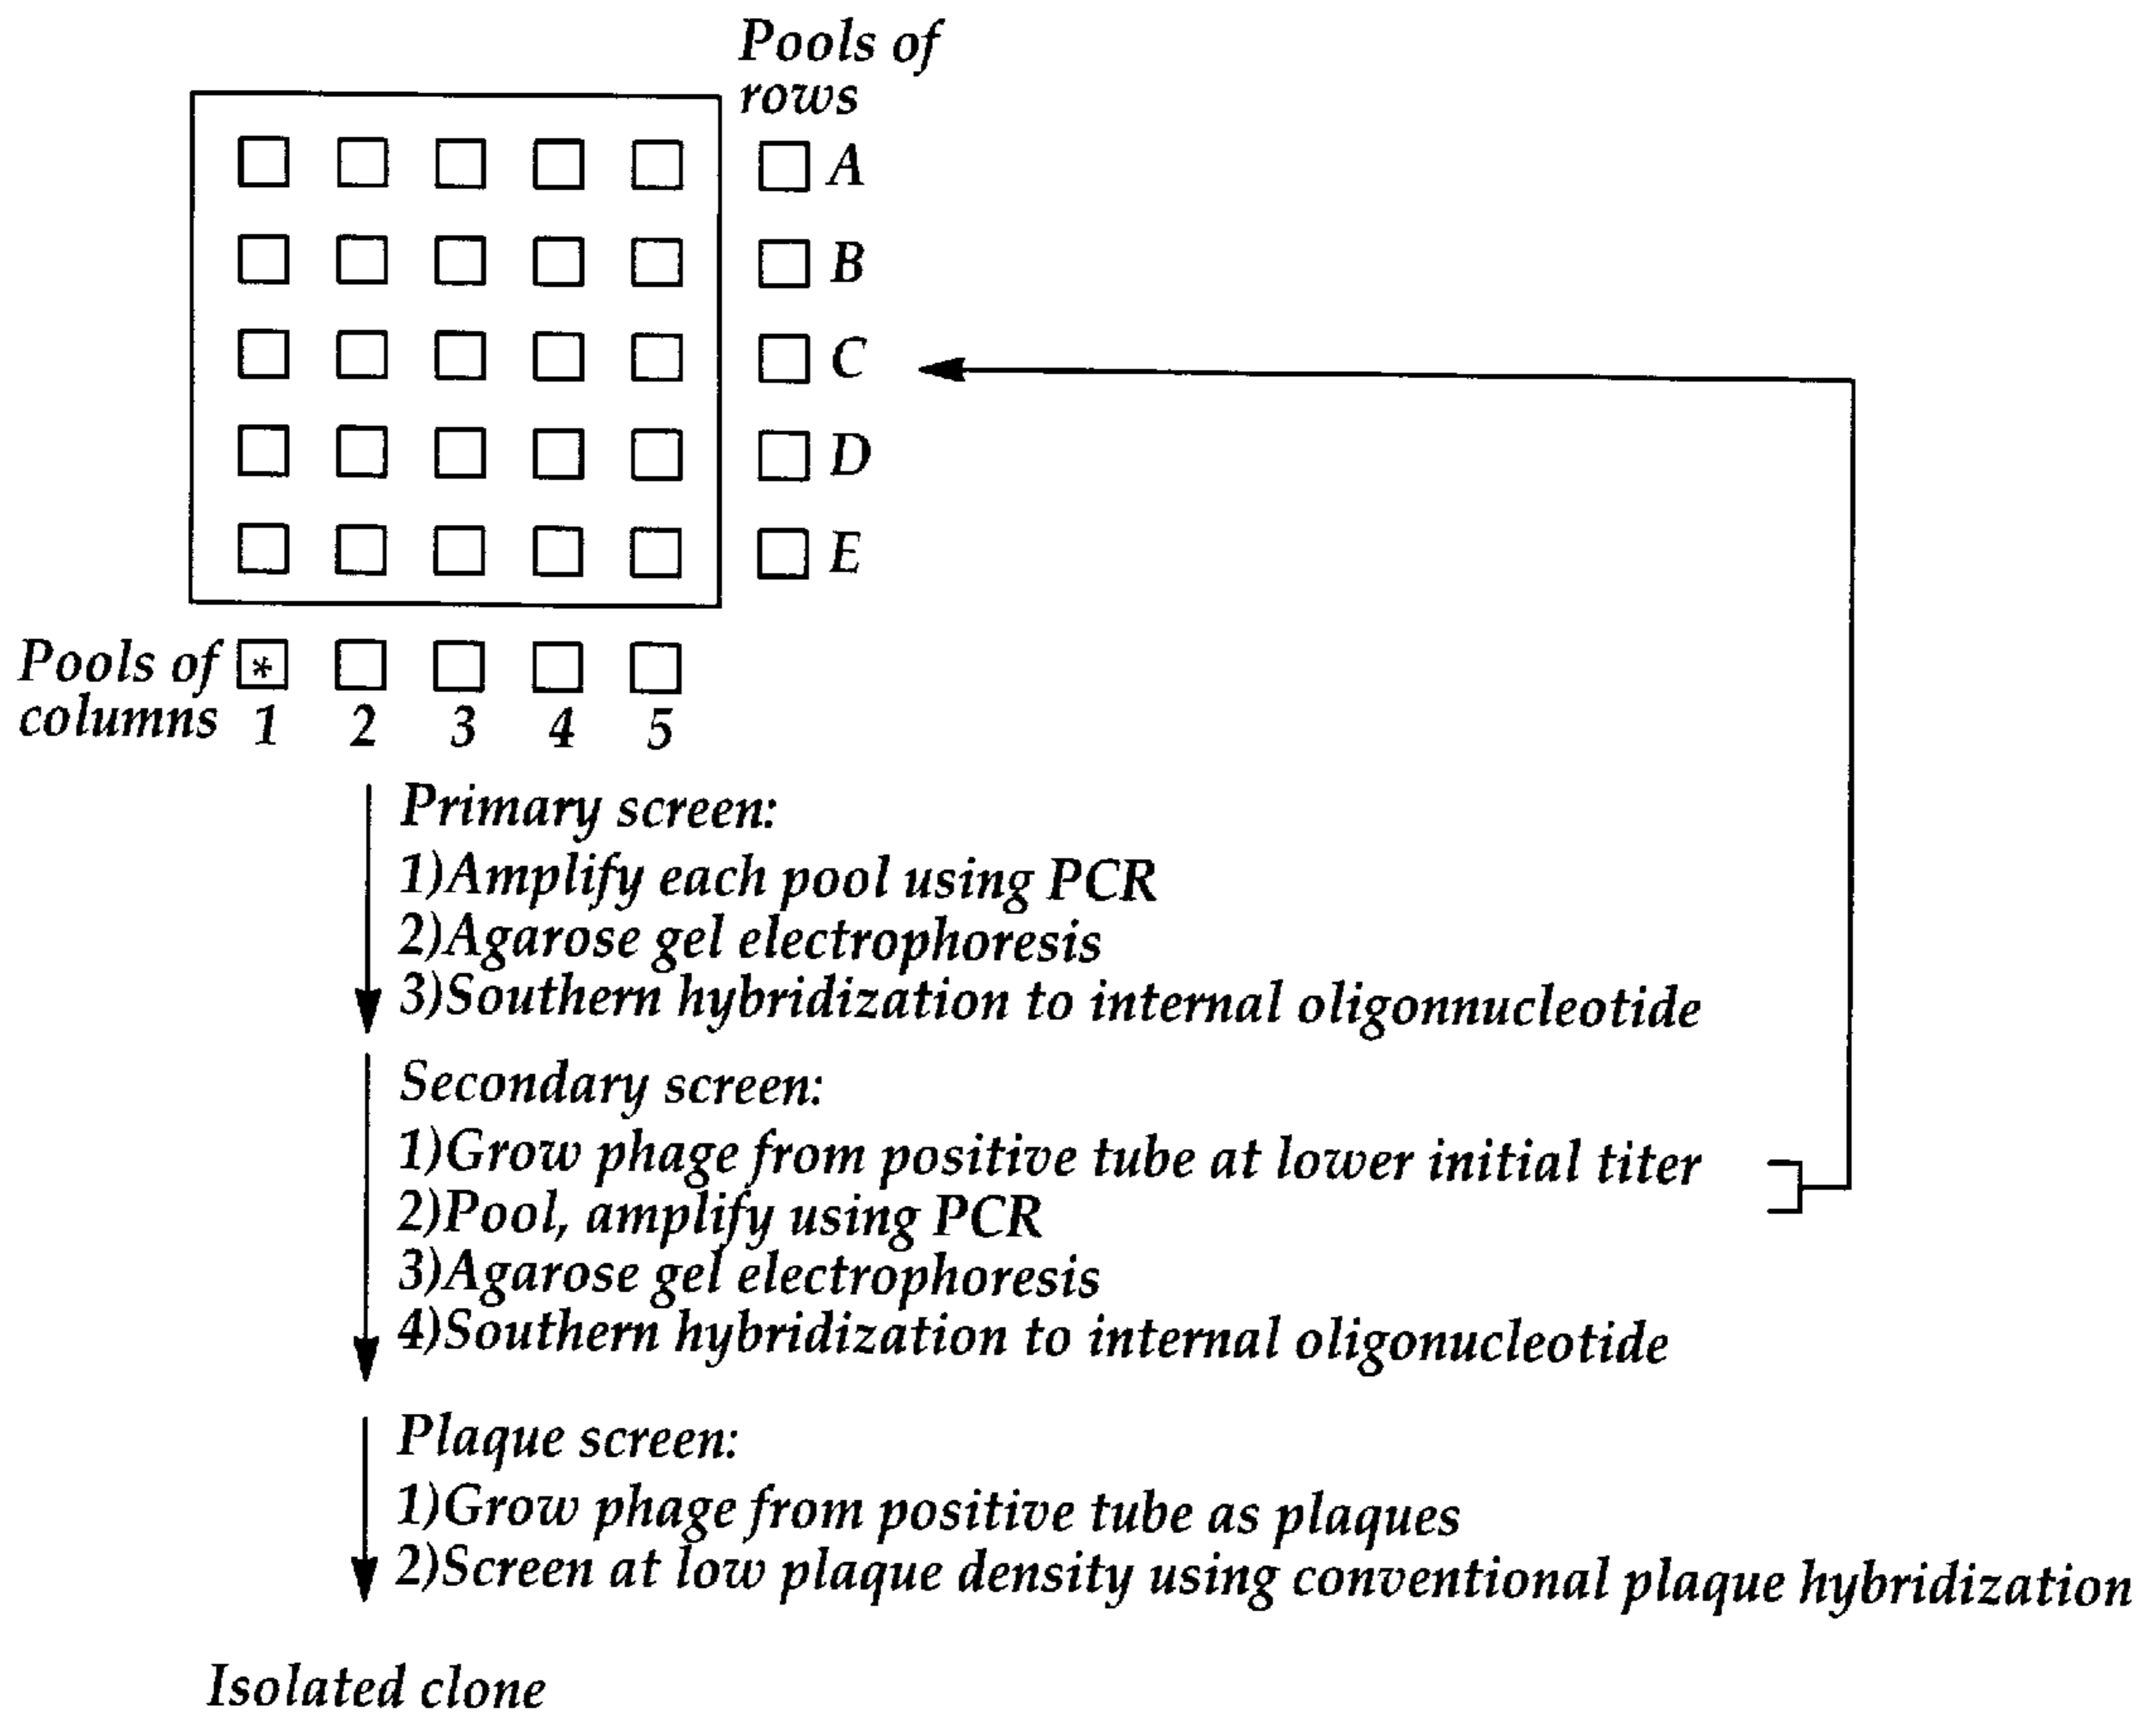 Pools of
rows
A
B
C
D
E
*
Pools of
columns
1 2 3 4 5
Primary screen:
1)Amplify each pool using PCR
2)Agarose gel electrophoresis
3)Southern hybridization to internal oligonnucleotide
Secondary screen:
1)Grow phage from positive tube at lower initial titer
2)Pool, amplify using PCR
3)Agarose gel electrophoresis
4)Southern hybridization to internal oligonucleotide
Plaque screen:
1)Grow phage from positive tube as plaques
2)Screen at low plaque density using conventional plaque hybridization
Isolated clone